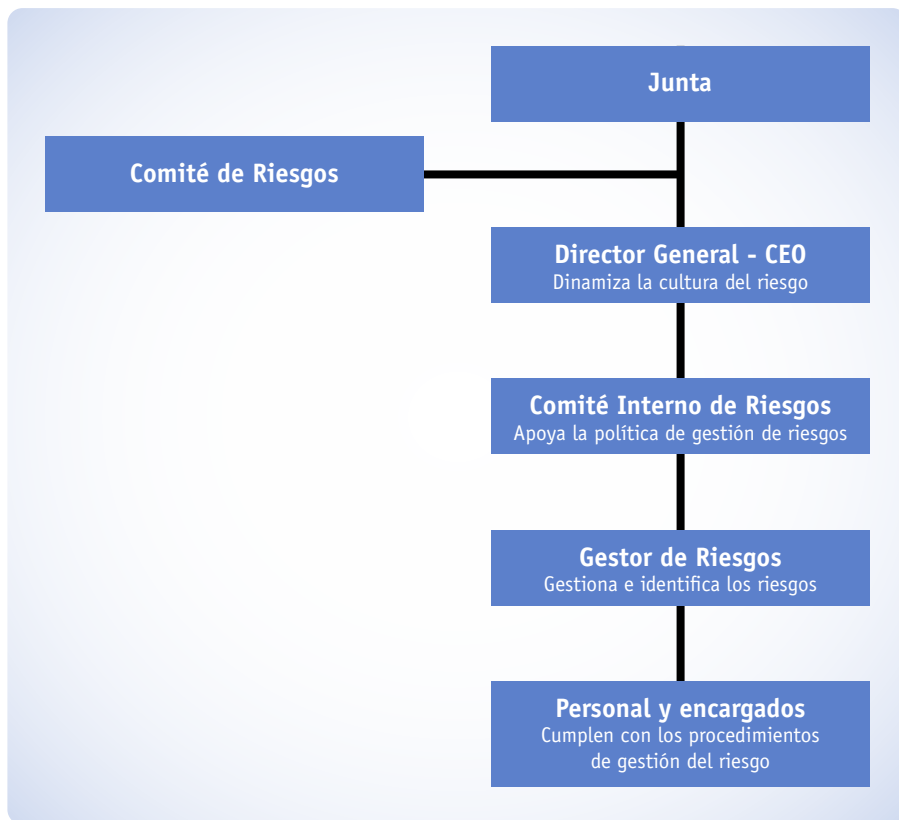 Junta
Comité de Riesgos
Director General - CEO
Dinamiza la cultura del riesgo
Comité Interno de Riesgos
Apoya la política de gestión de riesgos
Gestor de Riesgos
Gestiona e identifica los riesgos
Personal y encargados
Cumplen con los procedimientos
de gestión del riesgo